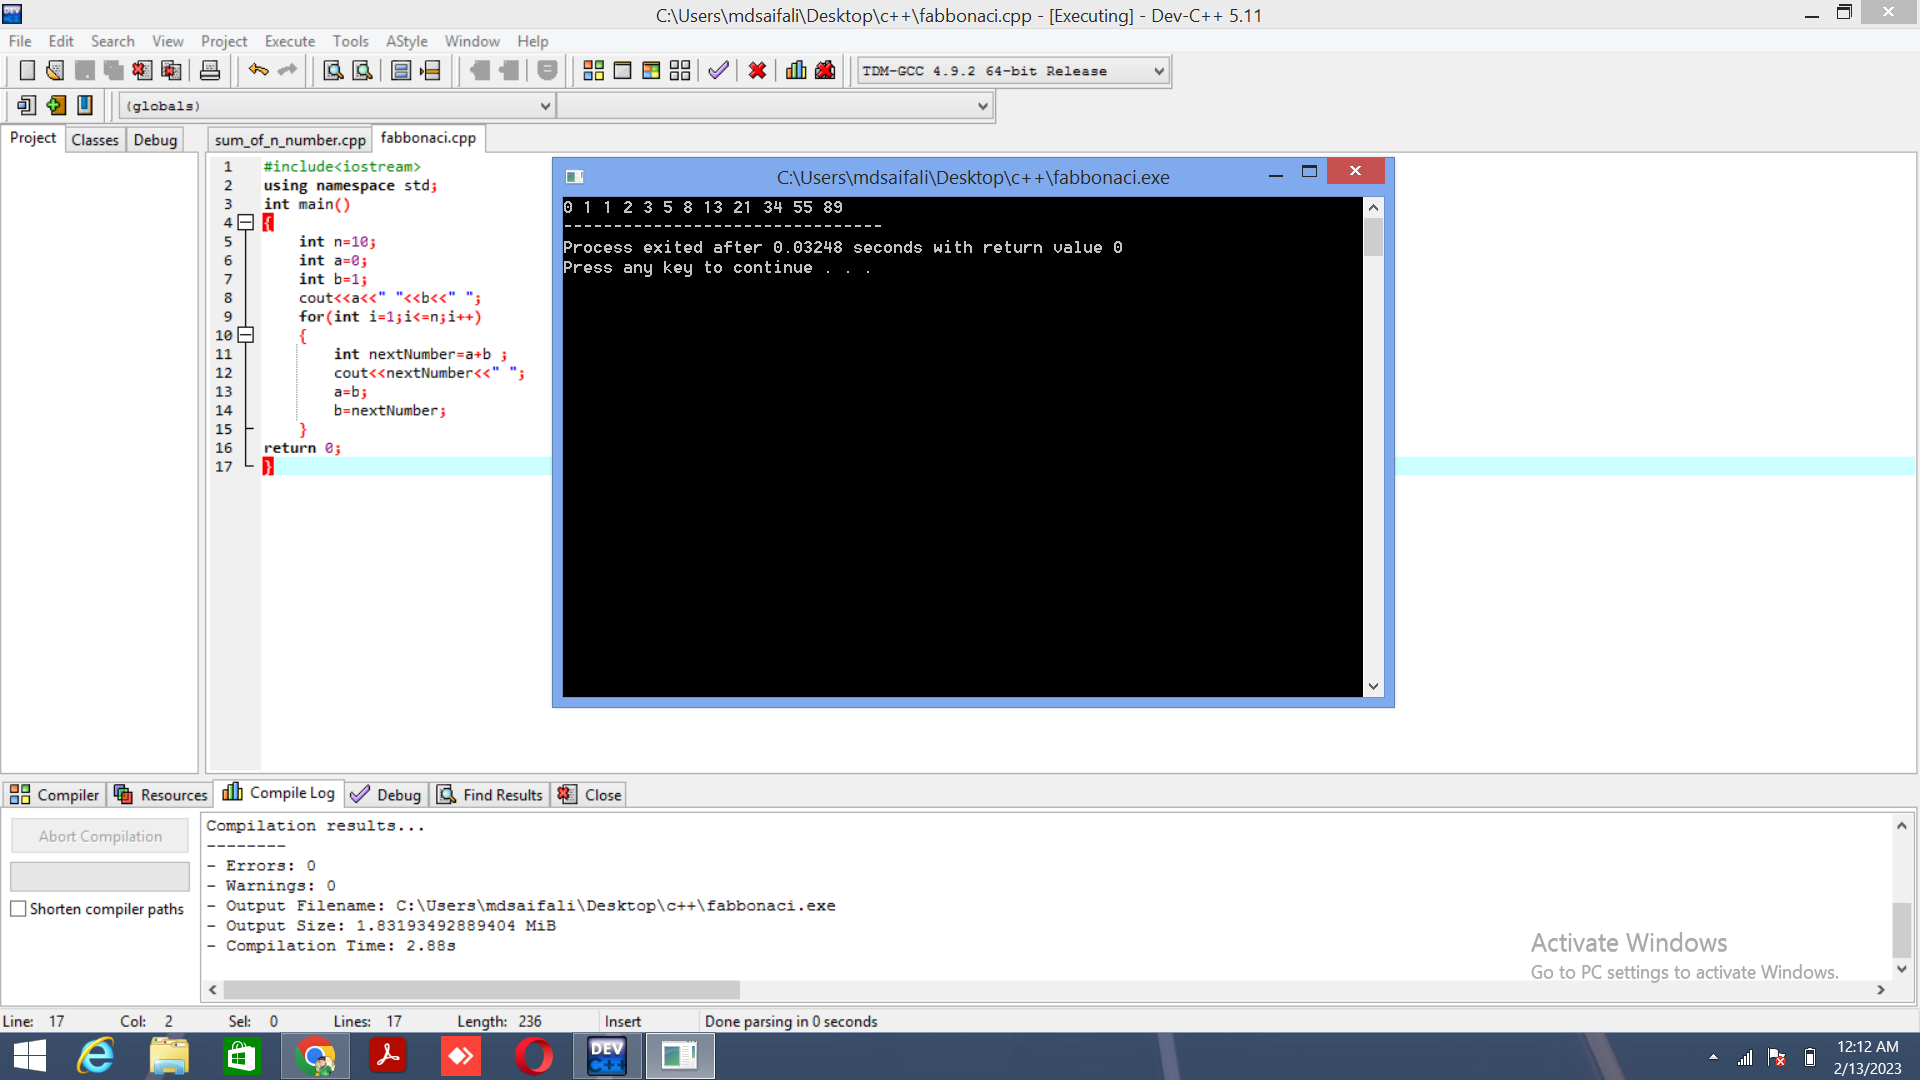 C:\Users\mdsaifali\Desktop\c++\fabbonaci.cpp - [Executing] - Dev-C++ 5.11
File Edit Search View Project Execute Tools AStyle Window Help
TDM-GCC 4.9.2 64-bit Release
(globals)
Project Classes Debug
sum_of_n_number.cpp fabbonaci.cpp
1 #include<iostream>
2 using namespace std;
3 int main()
4 {
5 int n=10;
6 int a=0;
7 int b=1;
8 cout<<a<<" "<<b<<" ";
9 for(int i=1;i<=n;i++)
10 {
11 int nextNumber=a+b ;
12 cout<<nextNumber<<" ";
13 a=b;
14 b=nextNumber;
15 }
16 return 0;
17 }
C:\Users\mdsaifali\Desktop\c++\fabbonaci.exe
0 1 1 2 3 5 8 13 21 34 55 89
--------------------------------
Process exited after 0.03248 seconds with return value 0
Press any key to continue . . .
Compiler Resources Compile Log Debug Find Results Close
Abort Compilation
Shorten compiler paths
Compilation results...
--------
- Errors: 0
- Warnings: 0
- Output Filename: C:\Users\mdsaifali\Desktop\c++\fabbonaci.exe
- Output Size: 1.83193492889404 MiB
- Compilation Time: 2.88s
Activate Windows
Go to PC settings to activate Windows.
Line: 17 Col: 2 Sel: 0 Lines: 17 Length: 236 Insert Done parsing in 0 seconds
DEV
C++
12:12 AM
2/13/2023